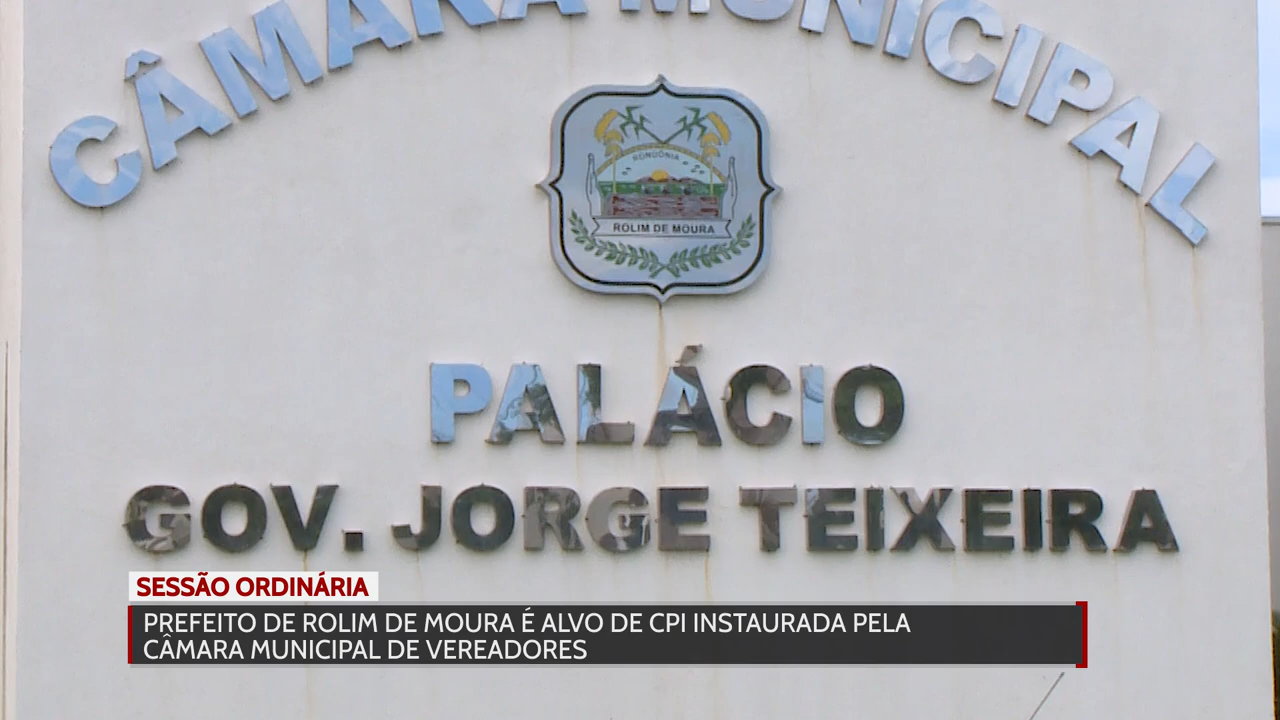 CÂMARA MUNICIPAL
RONDÔNIA
ROLIM DE MOURA
PALÁCIO
GOV. JORGE TEIXEIRA
SESSÃO ORDINÁRIA
PREFEITO DE ROLIM DE MOURA É ALVO DE CPI INSTAURADA PELA
CÂMARA MUNICIPAL DE VEREADORES